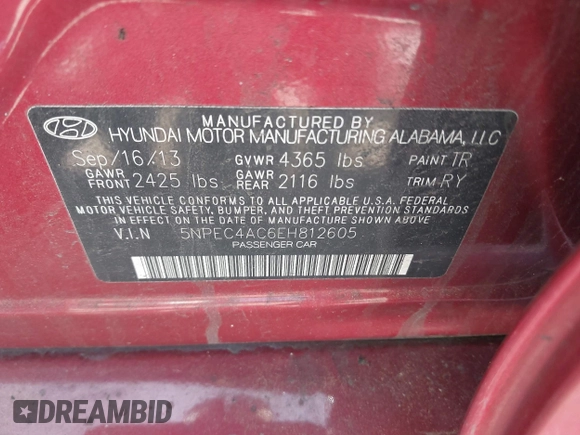 MANUFACTURED BY
HYUNDAI MOTOR MANUFACTURING ALABAMA, LLC
Sep/16/13 GVWR 4365 lbs PAINT TR
GAWR FRONT 2425 lbs GAWR REAR 2116 lbs TRIM RY
THIS VEHICLE CONFORMS TO ALL APPLICABLE U.S.A. FEDERAL
MOTOR VEHICLE SAFETY, BUMPER, AND THEFT PREVENTION STANDARDS
IN EFFECT ON THE DATE OF MANUFACTURE SHOWN ABOVE.
V.I.N 5NPEC4AC6EH812605
PASSENGER CAR
DREAMBID